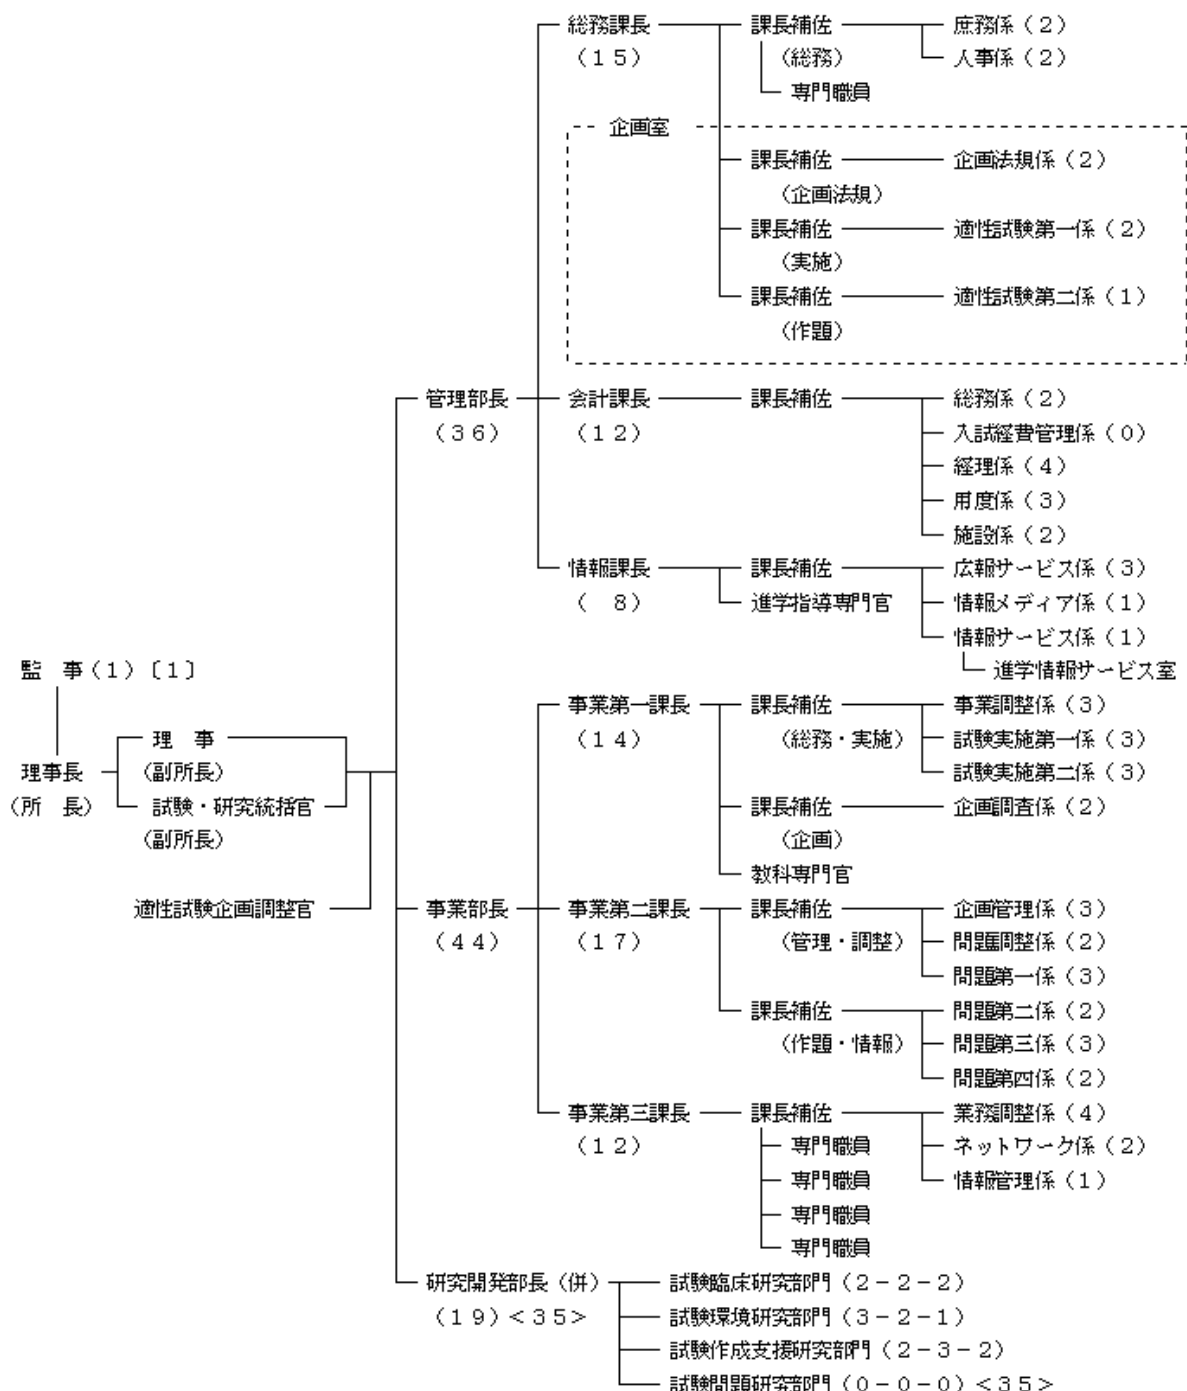 総務課長 課長補佐 庶務係（２）
（１５） （総務） 人事係（２）
専門職員
企画室
課長補佐 企画法規係（２）
（企画法規）
課長補佐 適性試験第一係（２）
（実施）
課長補佐 適性試験第二係（１）
（作題）
管理部長 会計課長 課長補佐 総務係（２）
（３６） （１２） 入試経費管理係（０）
経理係（４）
用度係（３）
施設係（２）
情報課長 課長補佐 広報サービス係（３）
（　８） 進学指導専門官 情報メディア係（１）
情報サービス係（１）
監　事（１）〔１〕 進学情報サービス室
事業第一課長 課長補佐 事業調整係（３）
理　事 （１４） （総務・実施） 試験実施第一係（３）
理事長 （副所長） 試験実施第二係（３）
（所　長） 試験・研究統括官 課長補佐 企画調査係（２）
（副所長） （企画）
教科専門官
適性試験企画調整官 事業部長 事業第二課長 課長補佐 企画管理係（３）
（４４） （１７） （管理・調整） 問題調整係（２）
問題第一係（３）
課長補佐 問題第二係（２）
（作題・情報） 問題第三係（３）
問題第四係（２）
事業第三課長 課長補佐 業務調整係（４）
（１２） 専門職員 ネットワーク係（２）
専門職員 情報管理係（１）
専門職員
専門職員
研究開発部長（併） 試験臨床研究部門（２－２－２）
（１９）＜３５＞ 試験環境研究部門（３－２－１）
試験作成支援研究部門（２－３－２）
試験問題研究部門（０－０－０）＜３５＞